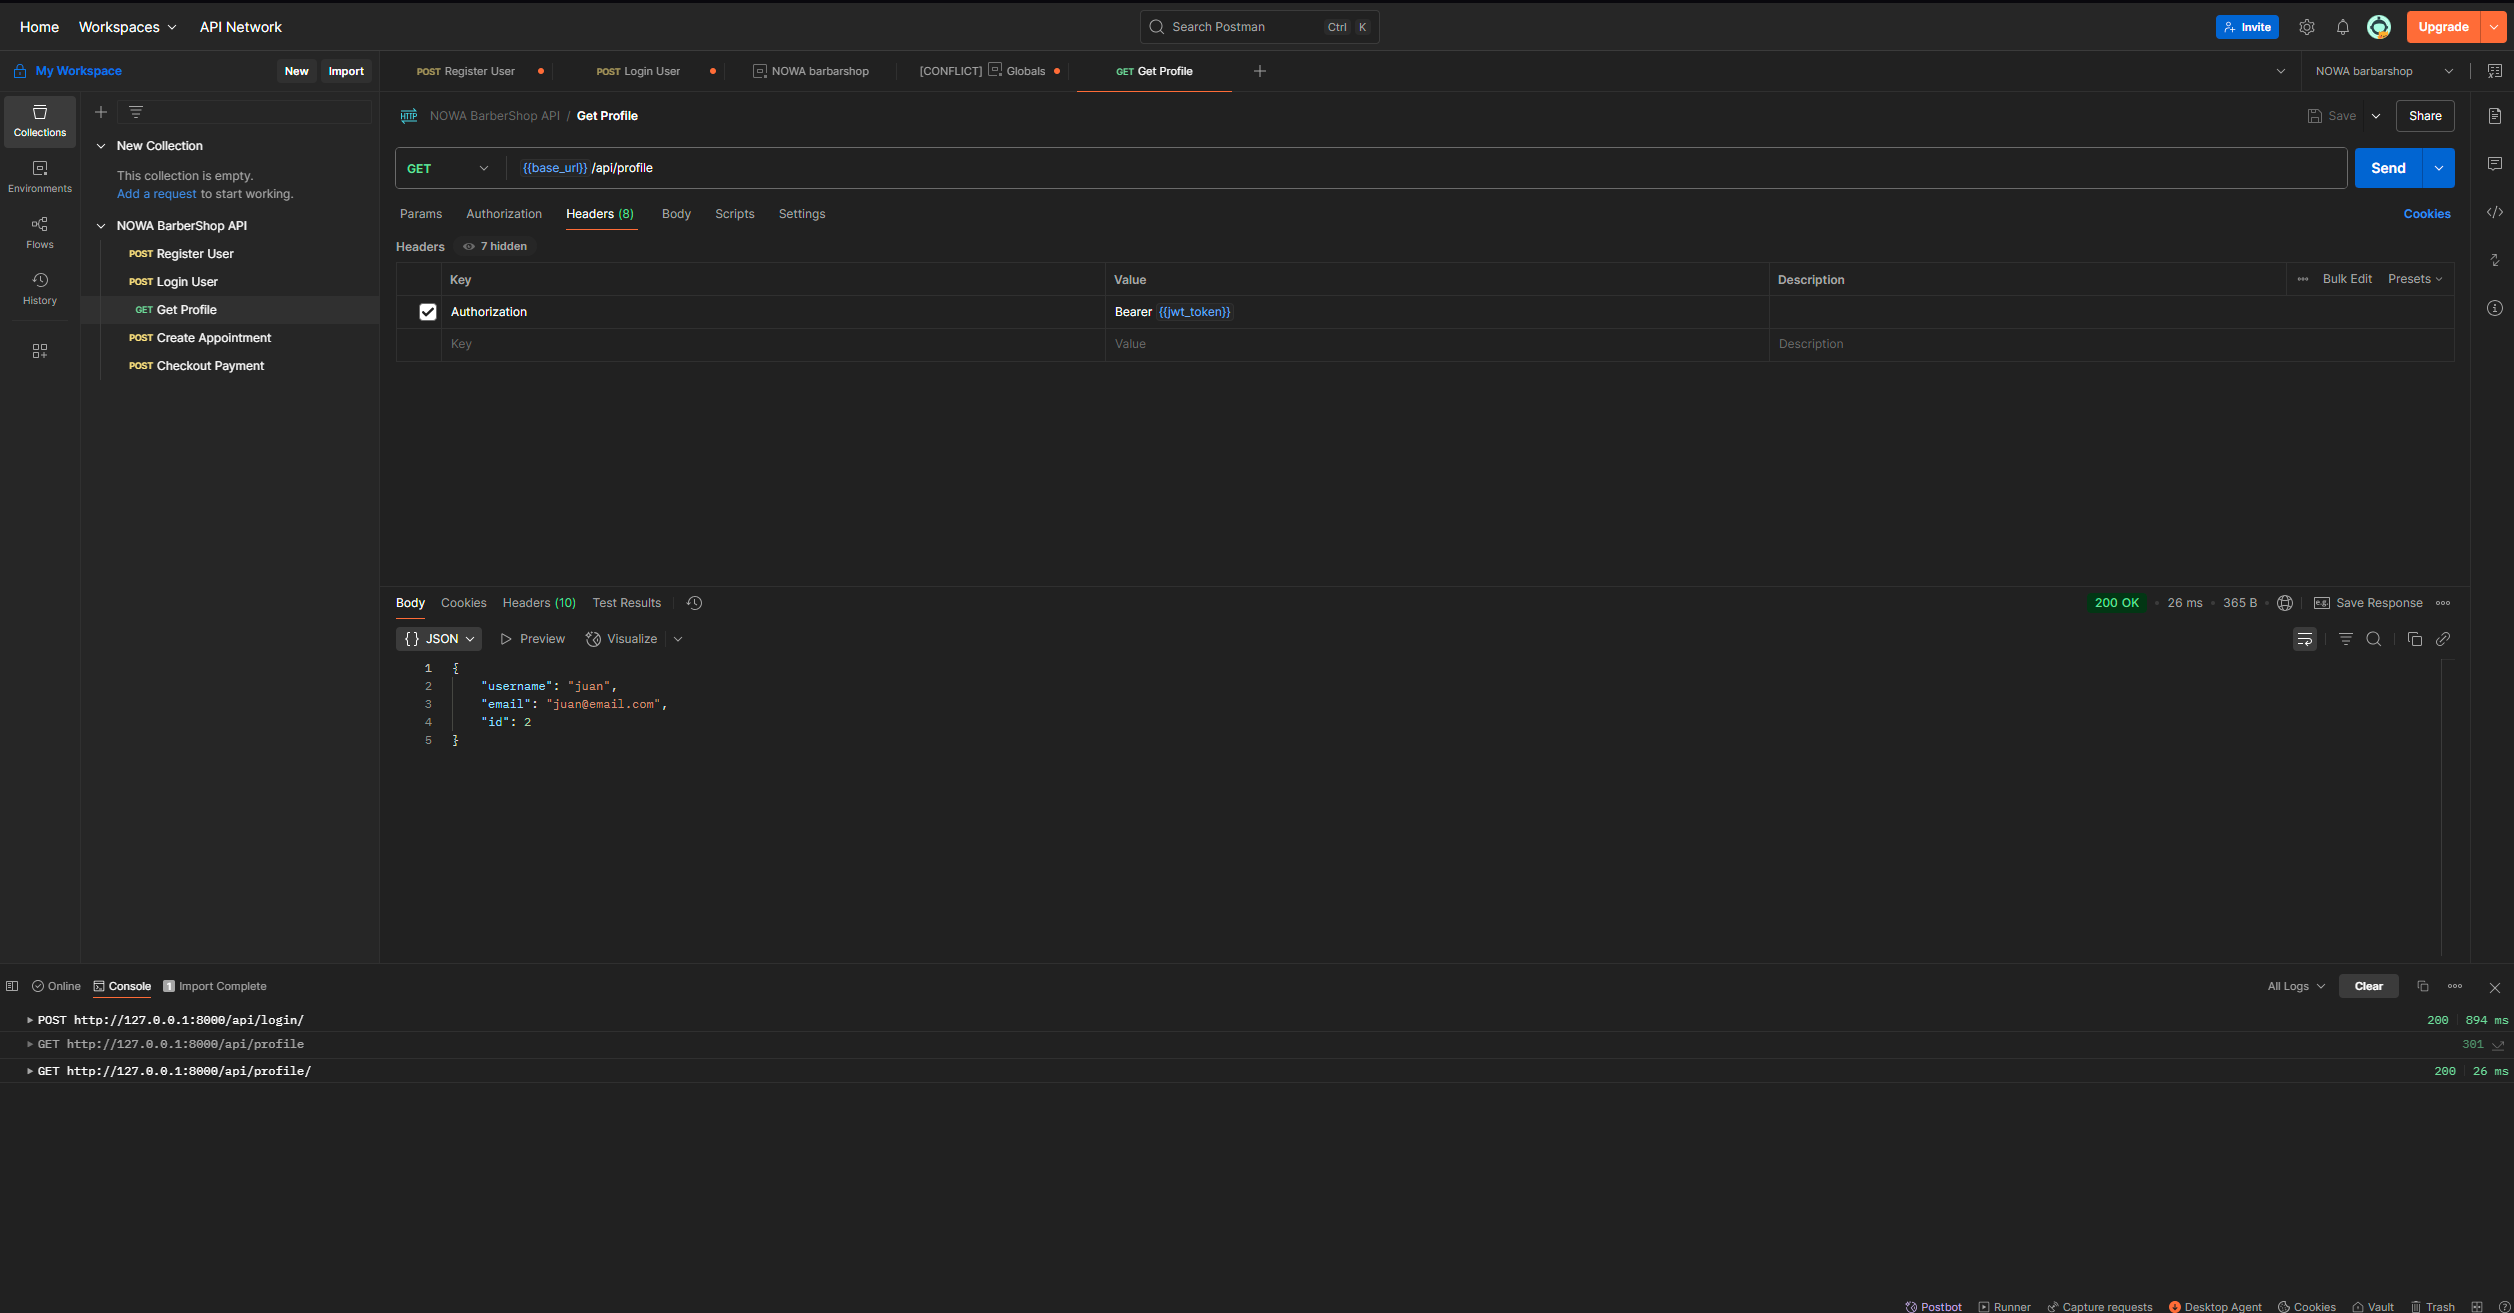 Home Workspaces API Network Search Postman Ctrl K Invite Upgrade
My Workspace New Import POST Register User POST Login User NOWA barbarshop [CONFLICT] Globals GET Get Profile NOWA barbarshop
Collections
Environments
Flows
History
New Collection
This collection is empty.
Add a request to start working.
NOWA BarberShop API
POST Register User
POST Login User
GET Get Profile
POST Create Appointment
POST Checkout Payment
HTTP NOWA BarberShop API / Get Profile Save Share
GET {{base_url}} /api/profile Send
Params Authorization Headers (8) Body Scripts Settings Cookies
Headers 7 hidden
Key Value Description Bulk Edit Presets
Authorization Bearer {{jwt_token}}
Key Value Description
Body Cookies Headers (10) Test Results 200 OK 26 ms 365 B e.g. Save Response
{} JSON Preview Visualize
1 {
2 "username": "juan",
3 "email": "juan@email.com",
4 "id": 2
5 }
Online Console 1 Import Complete All Logs Clear
POST http://127.0.0.1:8000/api/login/ 200 894 ms
GET http://127.0.0.1:8000/api/profile 301
GET http://127.0.0.1:8000/api/profile/ 200 26 ms
Postbot Runner Capture requests Desktop Agent Cookies Vault Trash